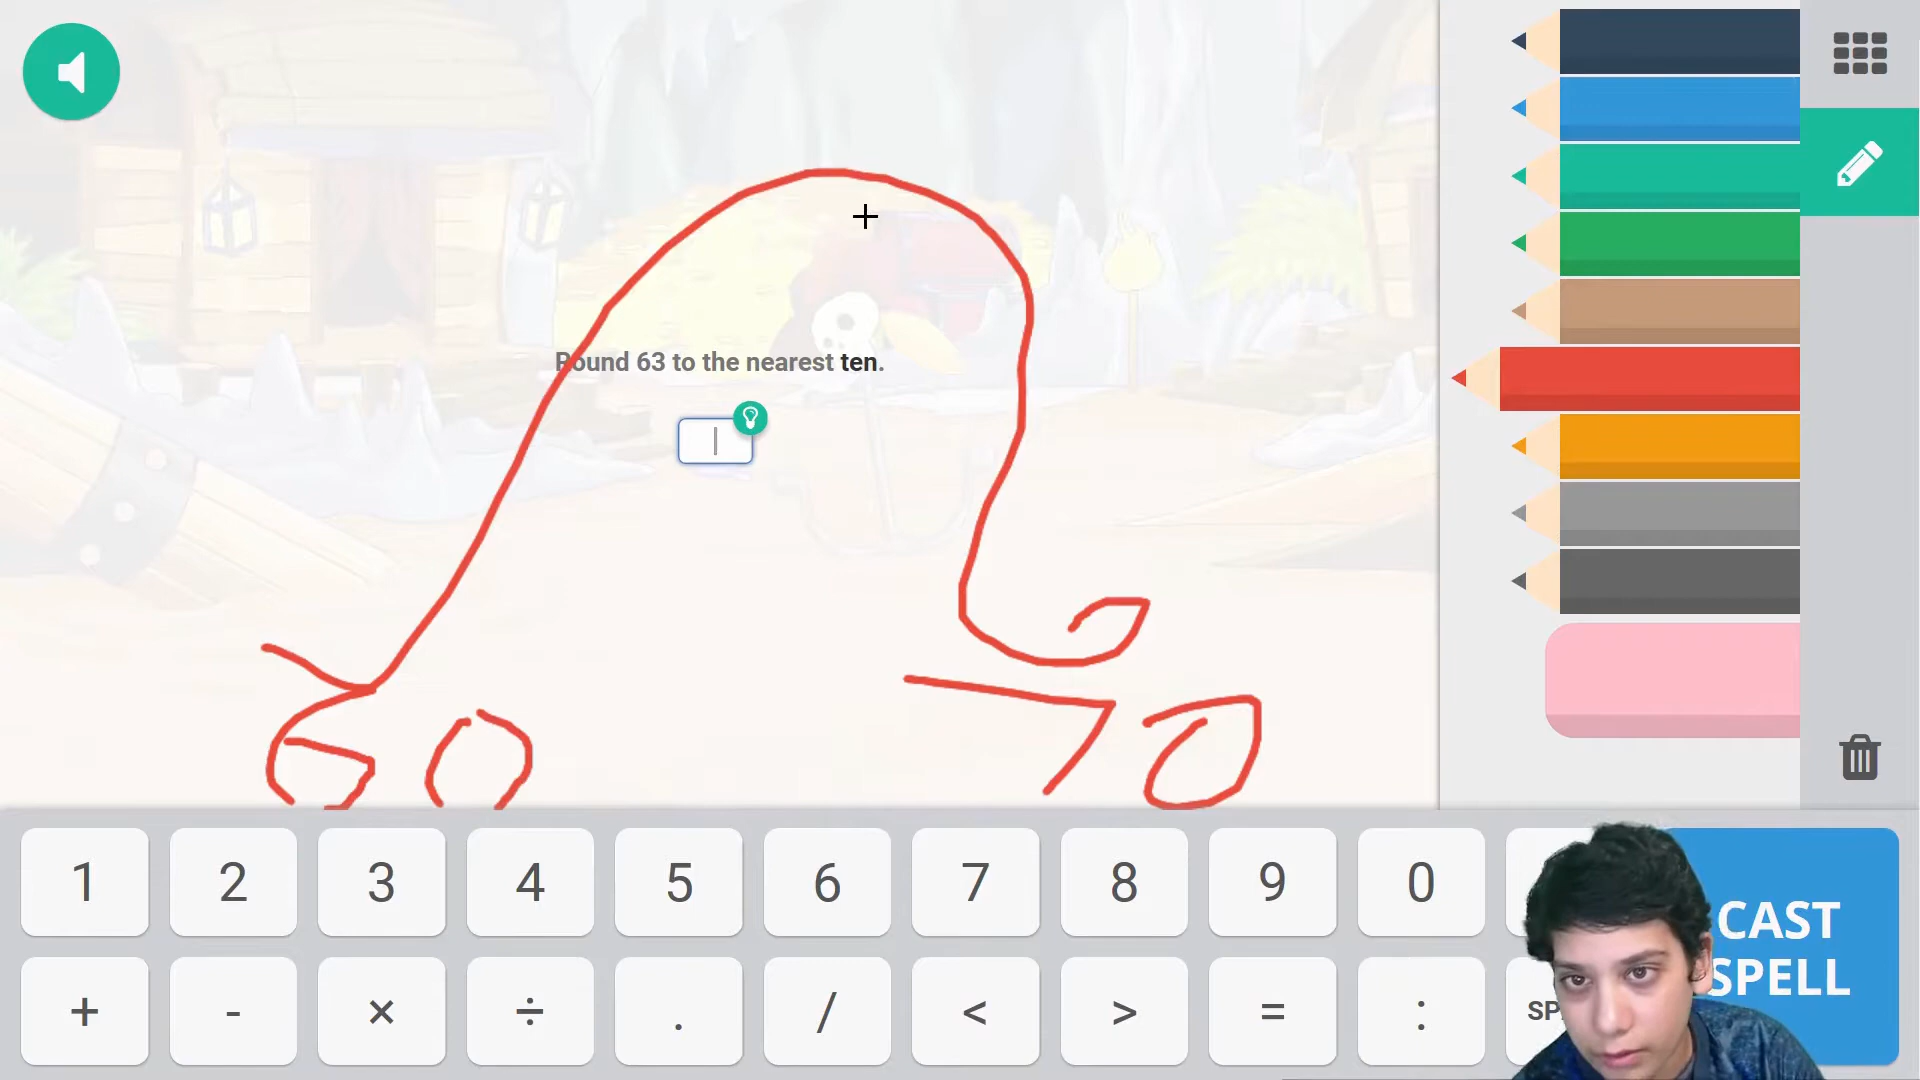 Round 63 to the nearest ten.
60 70
1 2 3 4 5 6 7 8 9 0
CAST SPELL
+ - × ÷ . / < > = :